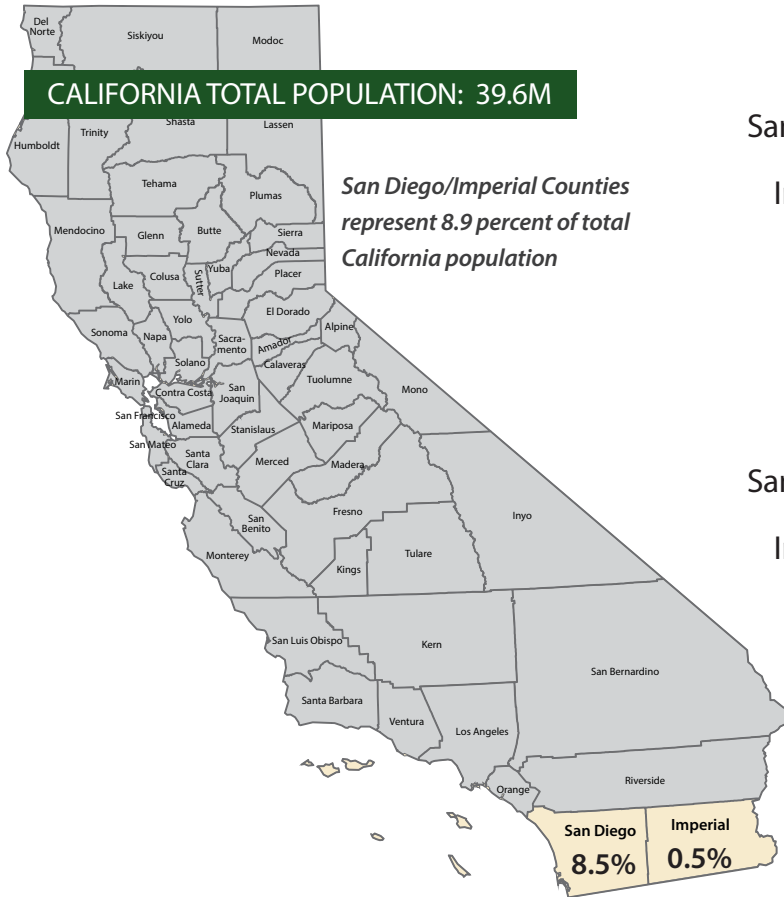 Del
Norte
Siskiyou
Modoc
CALIFORNIA TOTAL POPULATION: 39.6M
Humboldt
Trinity
Shasta
Lassen
San Diego/Imperial Counties
represent 8.9 percent of total
California population
Tehama
Plumas
Mendocino
Glenn
Butte
Sierra
Nevada
Yuba
Placer
Lake
Colusa
Sutter
El Dorado
Sonoma
Napa
Yolo
Sacra-
mento
Amador
Alpine
Solano
Calaveras
Marin
Contra Costa
San
Joaquin
Tuolumne
Mono
San Francisco
Alameda
Stanislaus
Mariposa
San Mateo
Santa
Clara
Santa
Cruz
Merced
Madera
San
Benito
Fresno
Inyo
Monterey
Kings
Tulare
San Luis Obispo
Kern
San Bernardino
Santa Barbara
Ventura
Los Angeles
Orange
Riverside
San Diego
8.5%
Imperial
0.5%